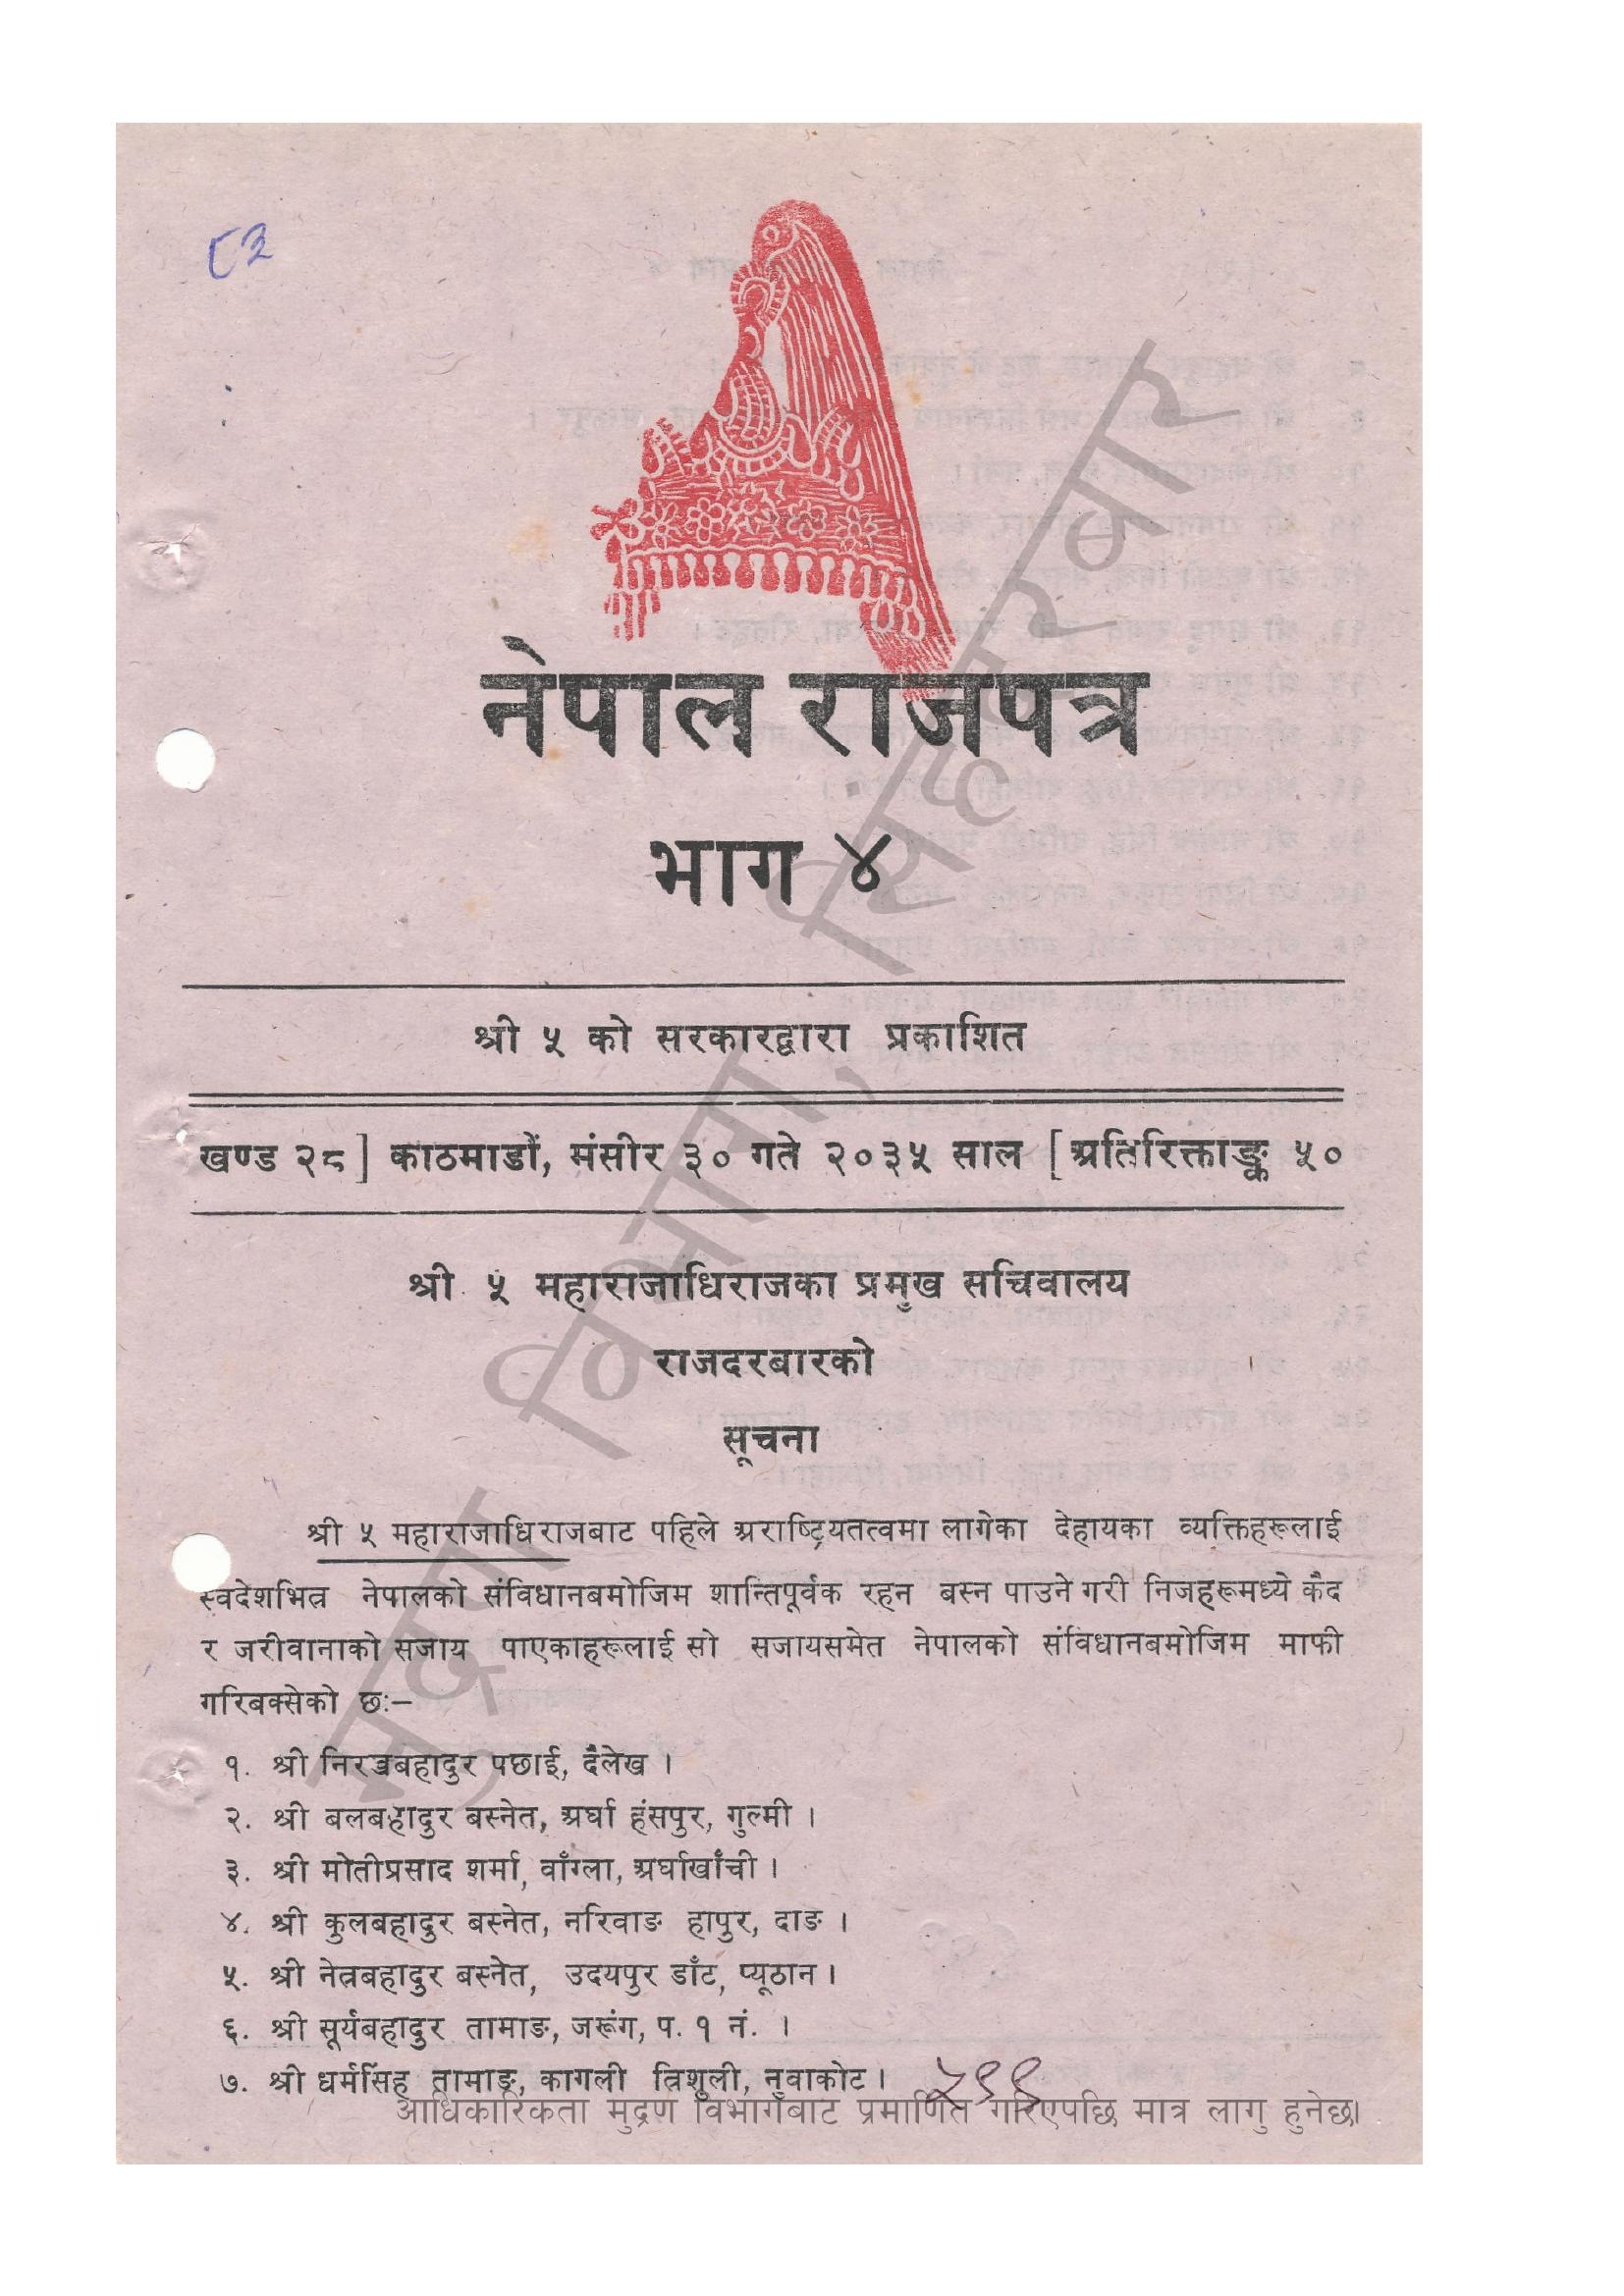 ८३
नेपाल राजपत्र
भाग ४
श्री ५ को सरकारद्वारा प्रकाशित
खण्ड २८] काठमाडौं, मंसीर ३० गते २०३५ साल [अतिरिक्ताङ्क ५०
श्री ५ महाराजाधिराजका प्रमुख सचिवालय
राजदरबारको
सूचना
श्री ५ महाराजाधिराजबाट पहिले अराष्ट्रियतत्वमा लागेका देहायका व्यक्तिहरूलाई
स्वदेशभित्र नेपालको संविधानबमोजिम शान्तिपूर्वक रहन बस्न पाउने गरी निजहरूमध्ये कैद
र जरीवानाको सजाय पाएकाहरूलाई सो सजायसमेत नेपालको संविधानबमोजिम माफी
गरिबक्सेको छः–
१. श्री पछाई, दैलेख ।
२. श्री बलबहादुर बस्नेत, अर्घा हंसपुर, गुल्मी ।
३. श्री मोतीप्रसाद शर्मा, वाँग्ला, अर्घाखाँची ।
४. श्री कुलबहादुर बस्नेत, नरिवाङ हापुर, दाङ ।
५. श्री नेत्रबहादुर बस्नेत, उदयपुर डाँट, प्यूठान ।
६. श्री सूर्यबहादुर तामाङ, जरूंग, प. १ नं. ।
७. श्री धर्मसिंह तामाङ, कागली त्रिशुली, नुवाकोट । ५९९
आधिकारिकता मुद्रण विभागबाट प्रमाणित गरिएपछि मात्र लागु हुनेछ।
मुद्रण विभाग, सिंहदरबार